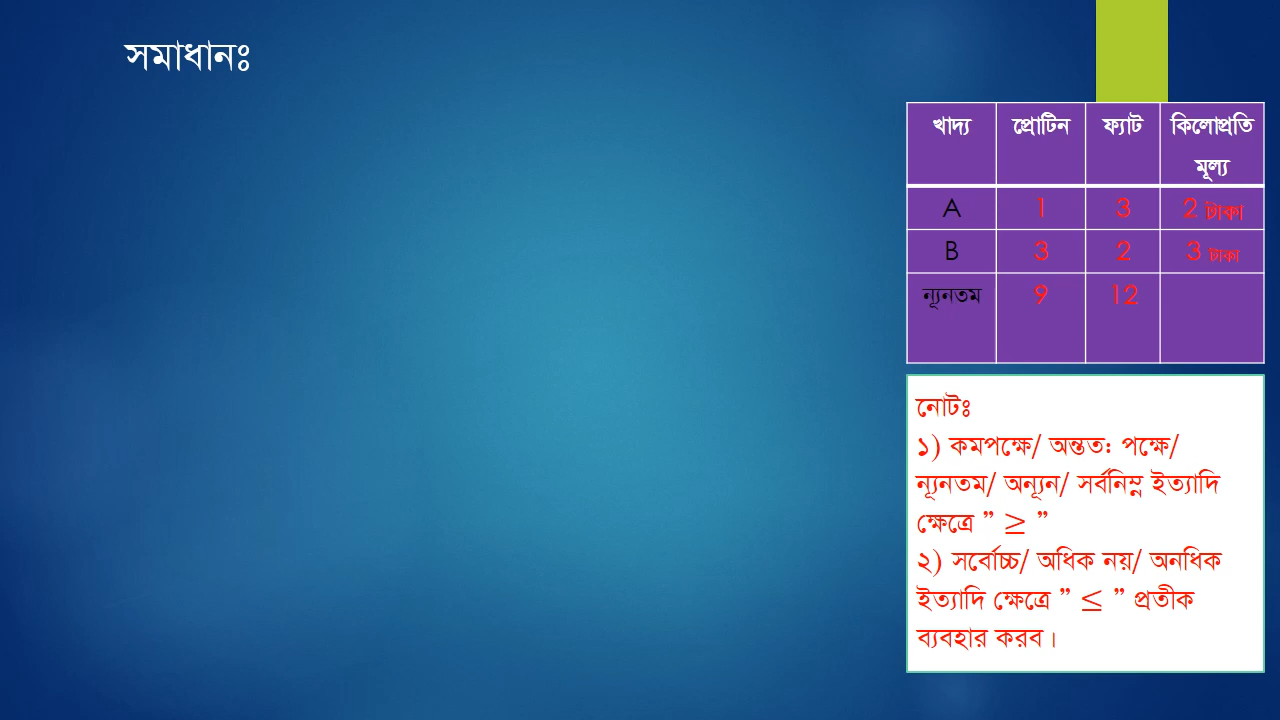 সমাধানঃ
খাদ্য প্রোটিন ফ্যাট কিলোপ্রতি মূল্য
A 1 3 2 টাকা
B 3 2 3 টাকা
ন্যূনতম 9 12
নোটঃ
১) কমপক্ষে/ অন্তত: পক্ষে/
ন্যূনতম/ অন্যূন/ সর্বনিম্ন ইত্যাদি
ক্ষেত্রে ” ≥ ”
২) সর্বোচ্চ/ অধিক নয়/ অনধিক
ইত্যাদি ক্ষেত্রে ” ≤ ” প্রতীক
ব্যবহার করব।